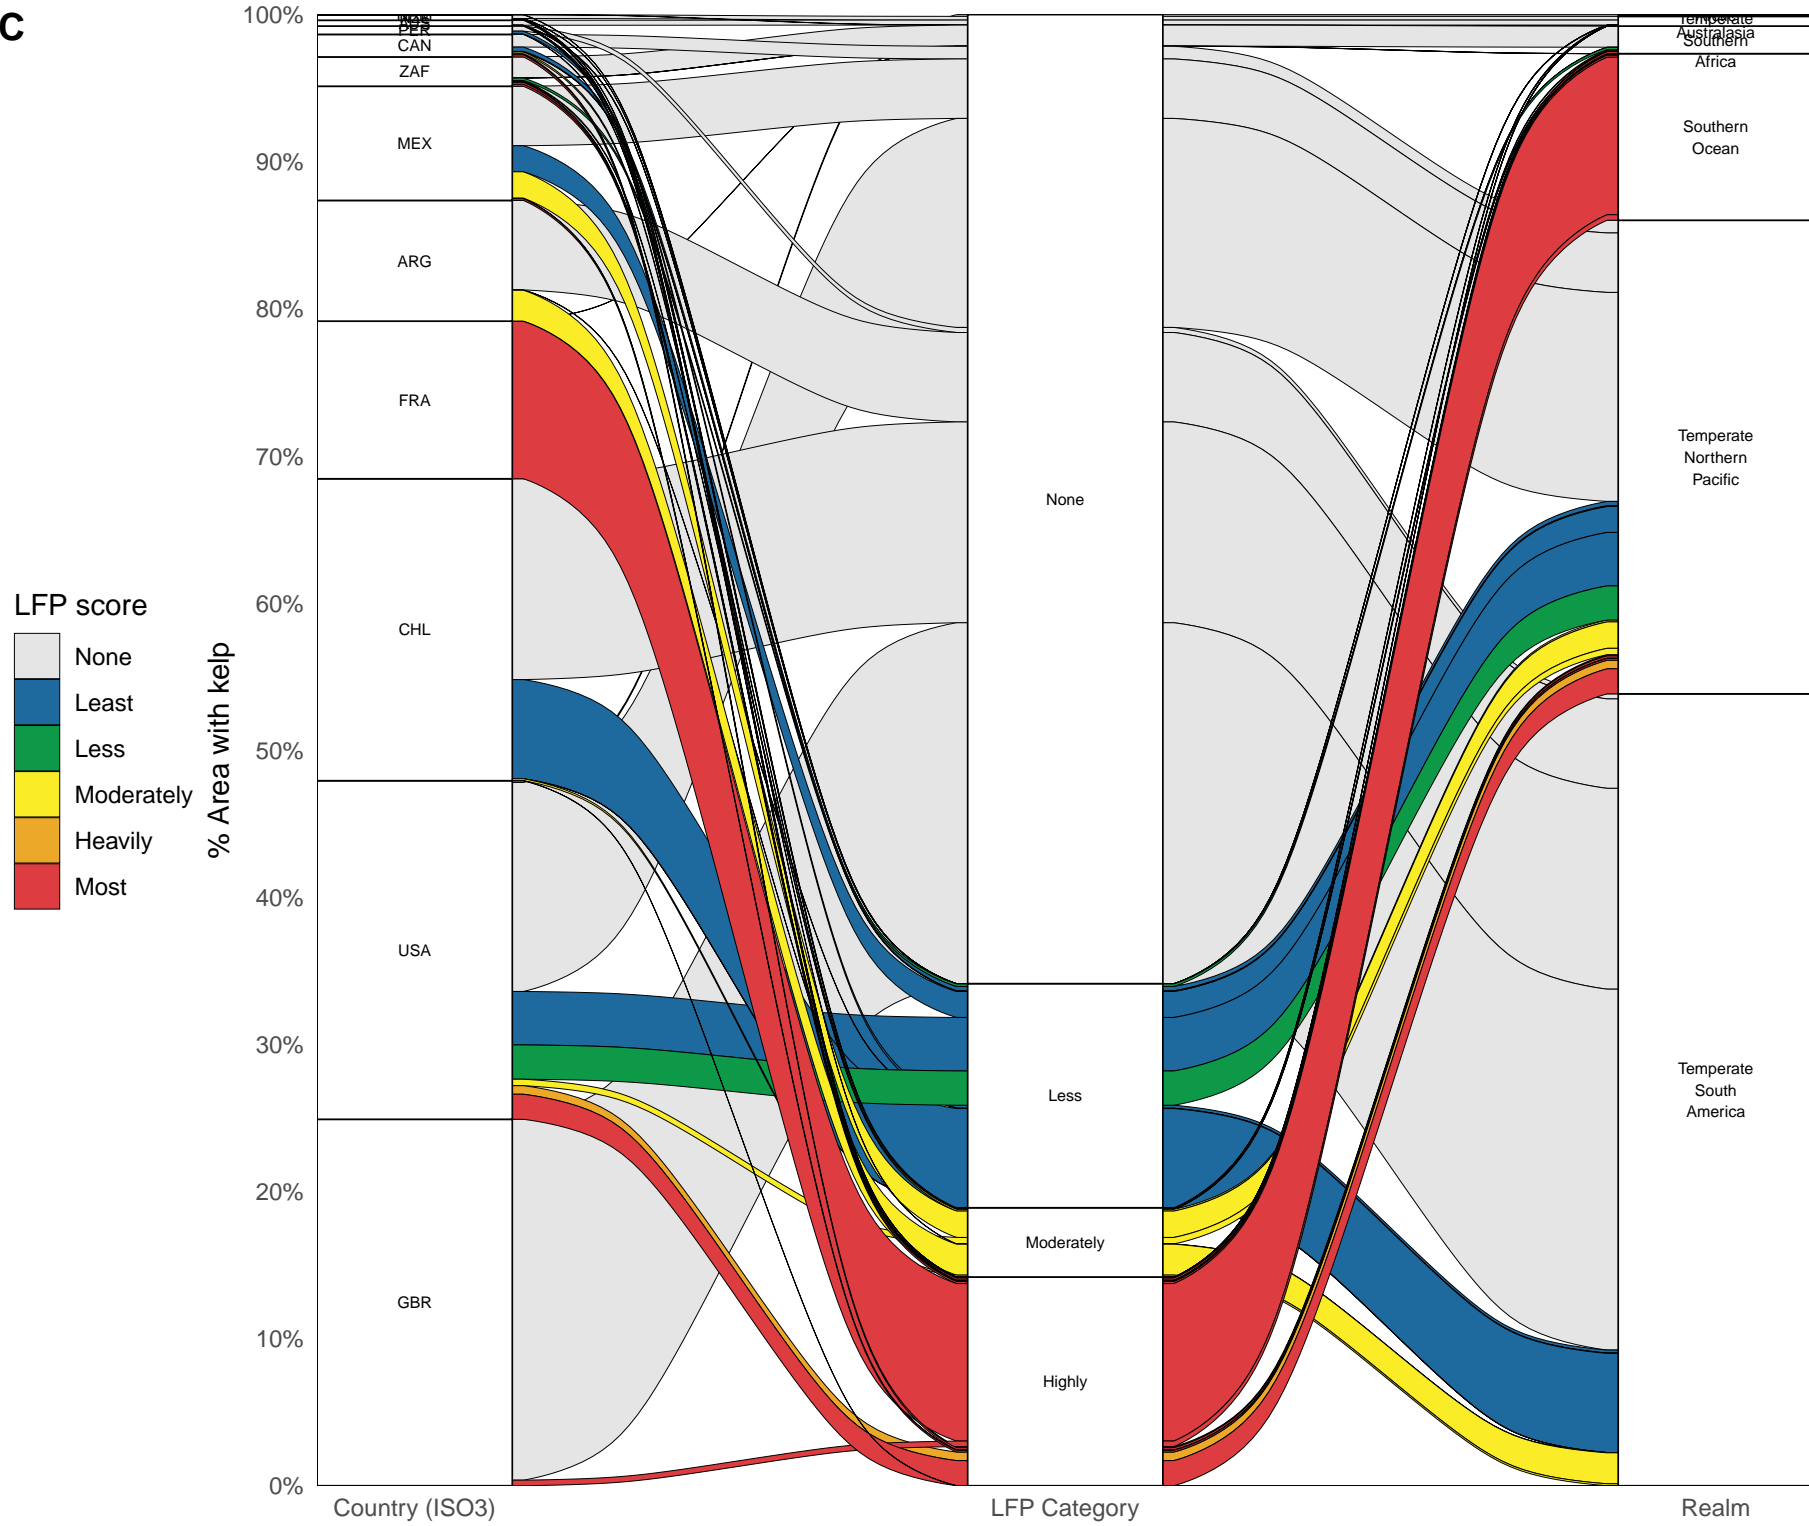 C
LFP score
None
Least
Less
Moderately
Heavily
Most
% Area with kelp
100%
90%
80%
70%
60%
50%
40%
30%
20%
10%
0%
PER
CAN
ZAF
MEX
ARG
FRA
CHL
USA
GBR
None
Less
Moderately
Highly
Temperate
Australasia
Southern
Africa
Southern
Ocean
Temperate
Northern
Pacific
Temperate
South
America
Country (ISO3)
LFP Category
Realm